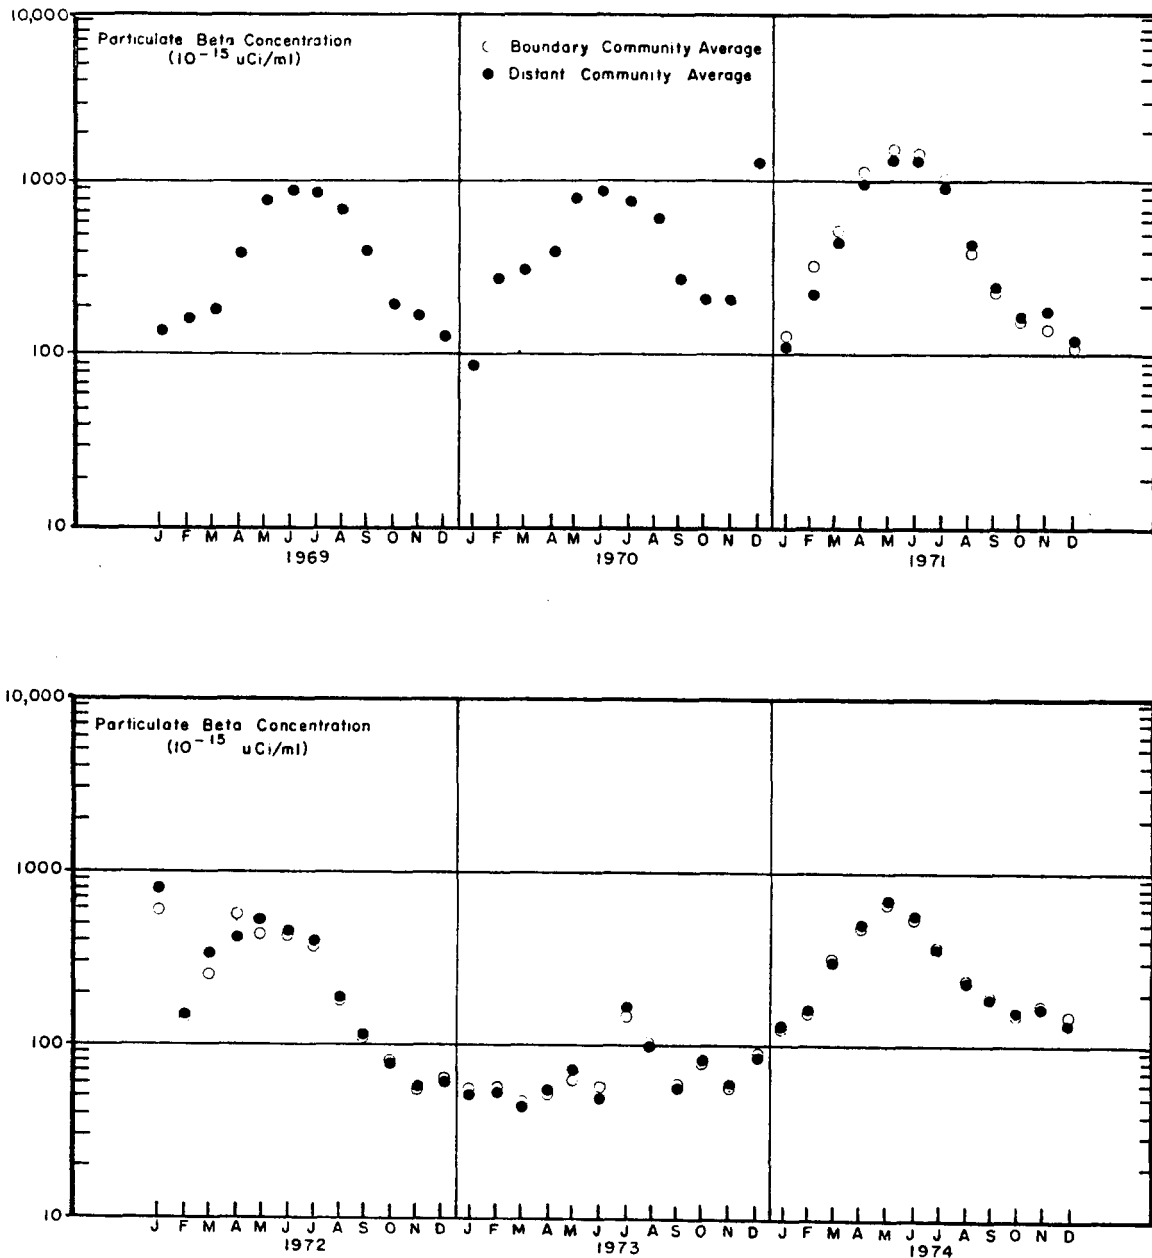 10,000
Particulate Beta Concentration
(10⁻¹⁵ uCi/ml)
Boundary Community Average
Distant Community Average
1000
100
10
J F M A M J J A S O N D J F M A M J J A S O N D J F M A M J J A S O N D
1969 1970 1971
10,000
Particulate Beta Concentration
(10⁻¹⁵ uCi/ml)
1000
100
10
J F M A M J J A S O N D J F M A M J J A S O N D J F M A M J J A S O N D
1972 1973 1974